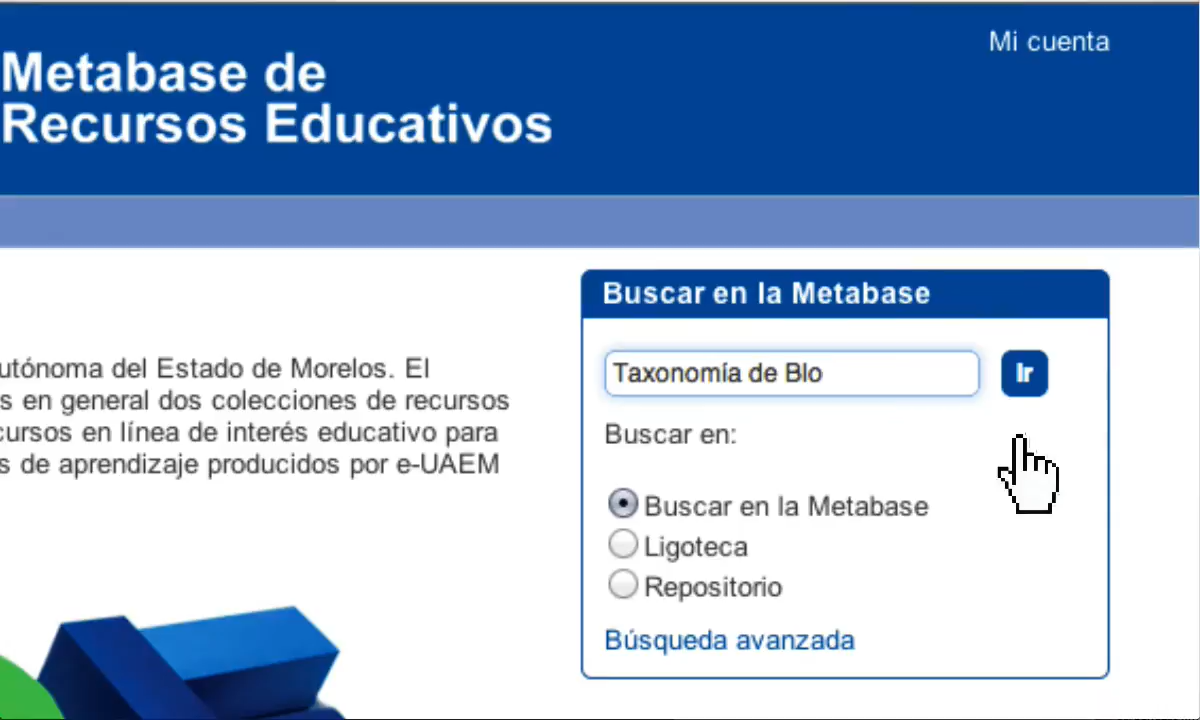 Mi cuenta
Metabase de
Recursos Educativos
utónoma del Estado de Morelos. El
s en general dos colecciones de recursos
cursos en línea de interés educativo para
s de aprendizaje producidos por e-UAEM
Buscar en la Metabase
Taxonomía de Blo
Ir
Buscar en:
Buscar en la Metabase
Ligoteca
Repositorio
Búsqueda avanzada